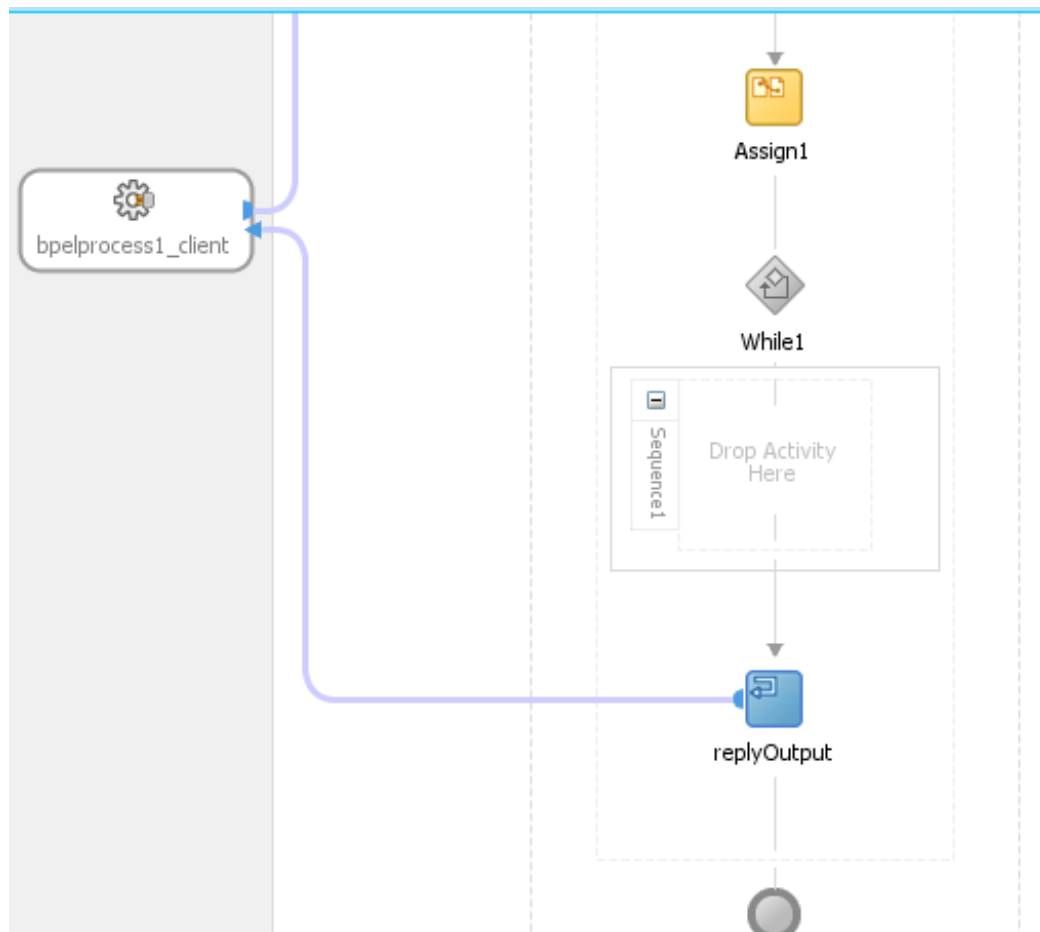 Assign1
bpelprocess1_client
While1
Sequence1
Drop Activity
Here
replyOutput